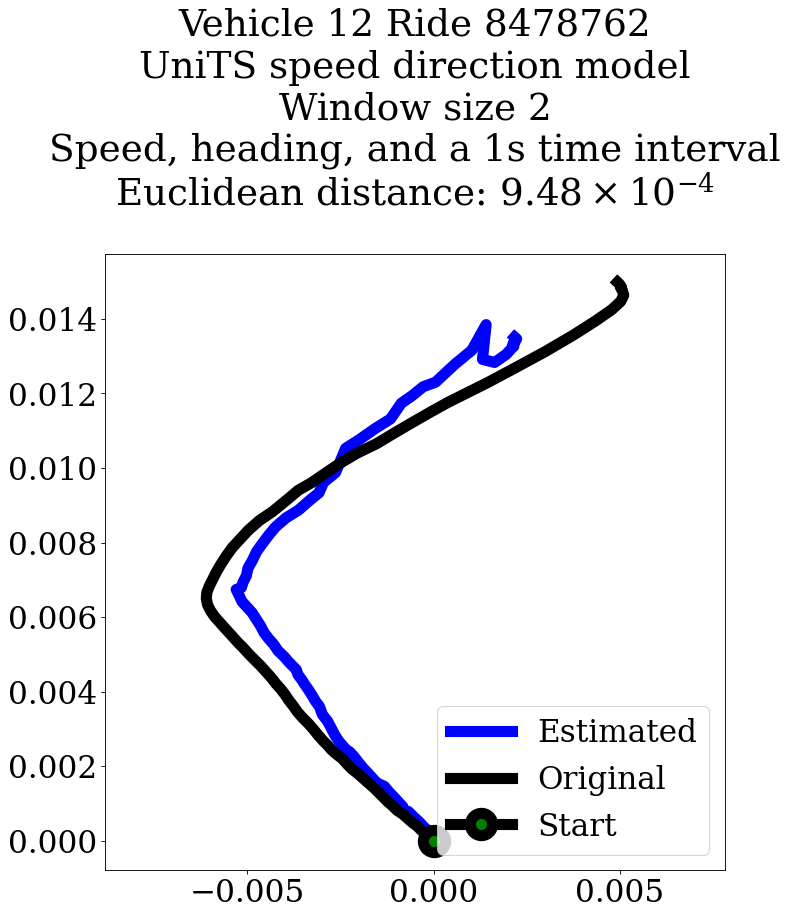 Vehicle 12 Ride 8478762
UniTS speed direction model
Window size 2
Speed, heading, and a 1s time interval
Euclidean distance: 9.48 × 10⁻⁴
0.014
0.012
0.010
0.008
0.006
0.004
0.002
0.000
Estimated
Original
Start
−0.005
0.000
0.005